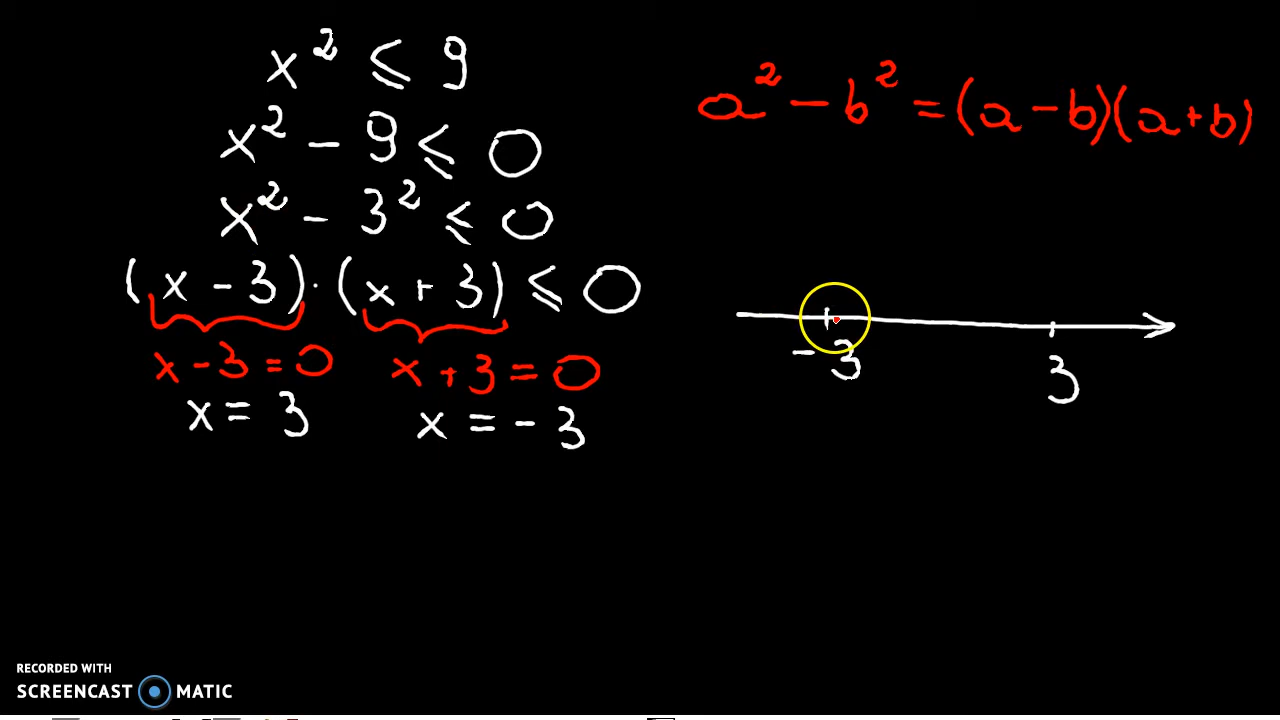 x² ⩽ 9
x² - 9 ⩽ 0
x² - 3² ⩽ 0
(x - 3) · (x + 3) ⩽ 0
x - 3 = 0 x + 3 = 0
x = 3 x = - 3
a² - b² = (a - b)(a + b)
- 3 3
RECORDED WITH
SCREENCAST MATIC